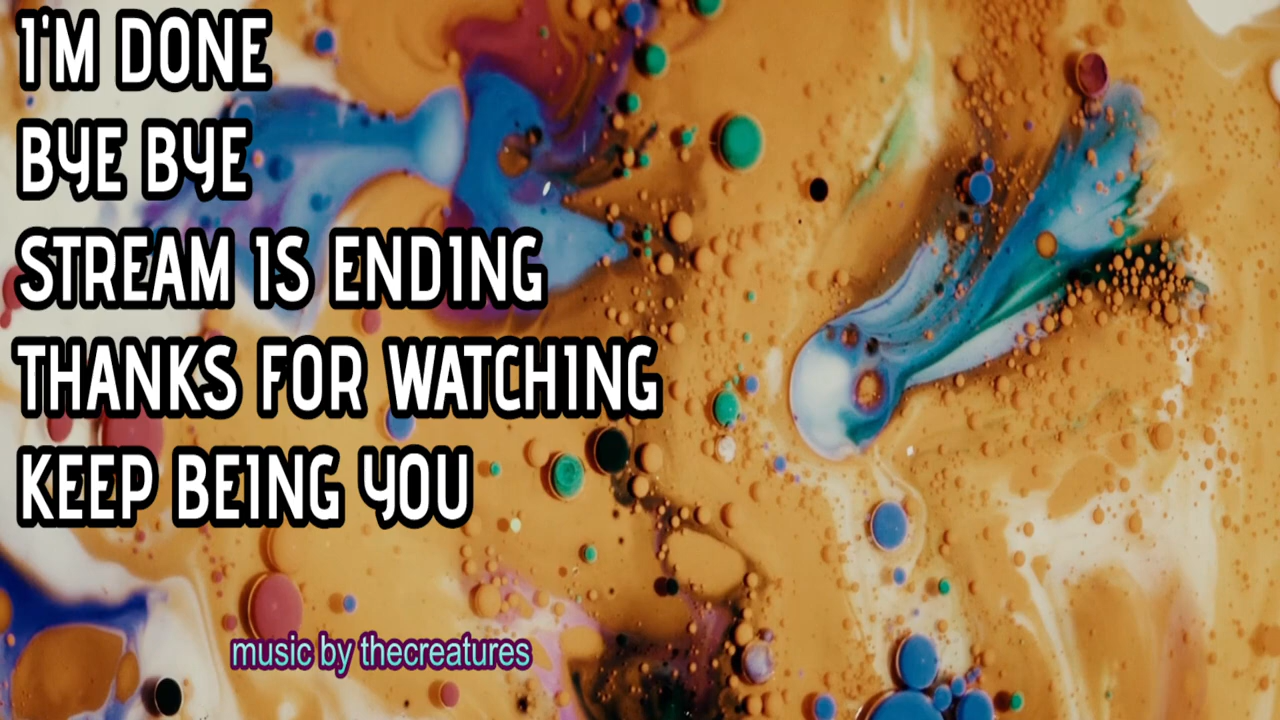 I'M DONE
BYE BYE
STREAM IS ENDING
THANKS FOR WATCHING
KEEP BEING YOU
music by thecreatures